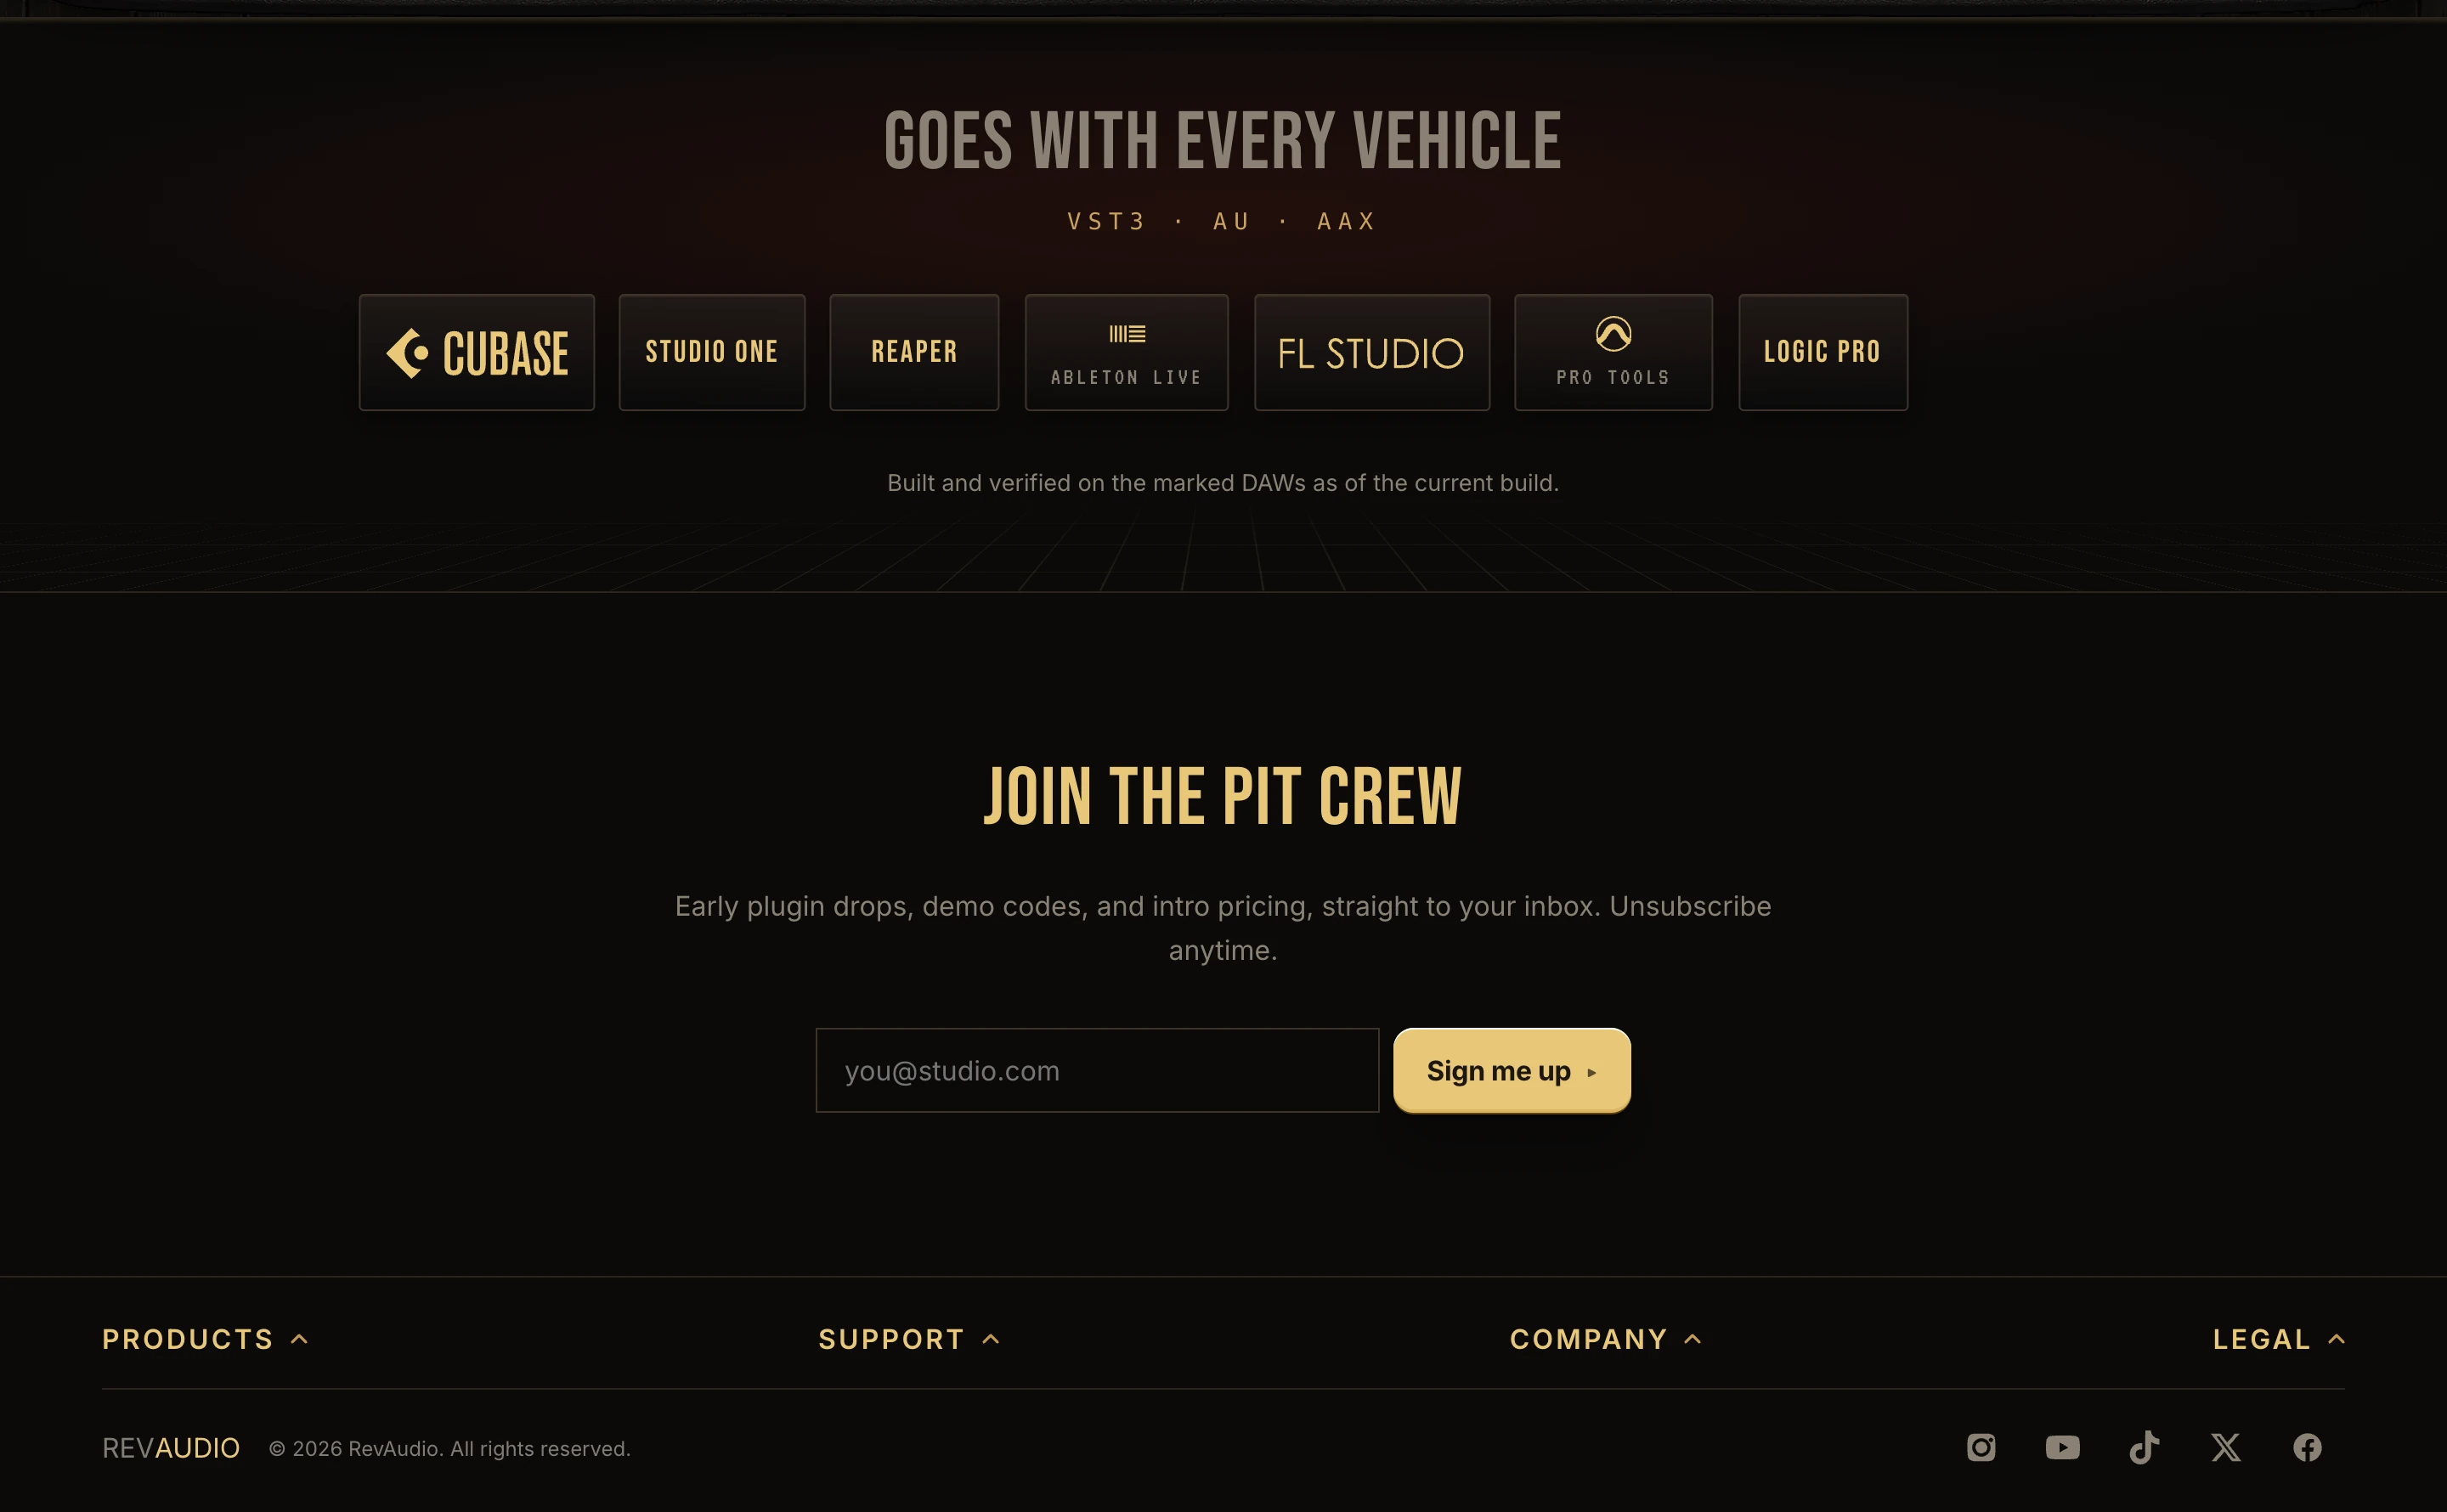 GOES WITH EVERY VEHICLE
VST3 · AU · AAX
CUBASE
STUDIO ONE
REAPER
ABLETON LIVE
FL STUDIO
PRO TOOLS
LOGIC PRO
Built and verified on the marked DAWs as of the current build.
JOIN THE PIT CREW
Early plugin drops, demo codes, and intro pricing, straight to your inbox. Unsubscribe
anytime.
you@studio.com
Sign me up
PRODUCTS
SUPPORT
COMPANY
LEGAL
REVAUDIO
© 2026 RevAudio. All rights reserved.